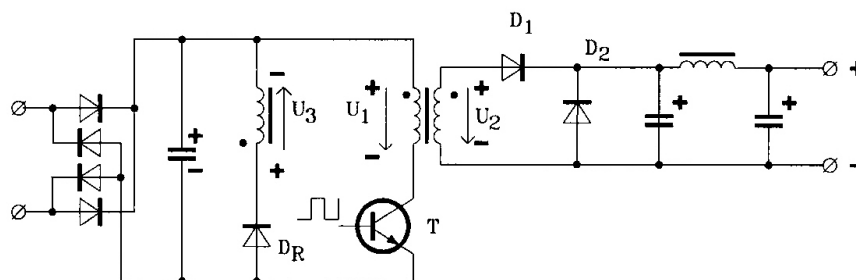 D1
D2
+
-
+
U3
+
U1
-
+
U2
-
+
+
+
-
+
-
T
DR